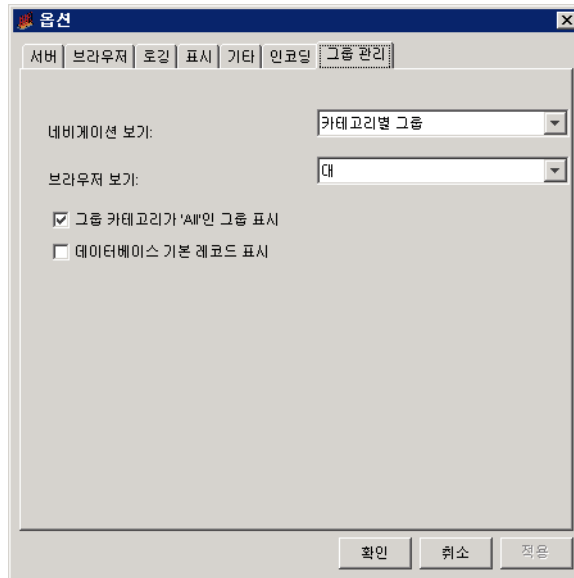 옵션
서버 브라우저 로깅 표시 기타 인코딩 그룹 관리
네비게이션 보기: 카테고리별 그룹
브라우저 보기: 대
그룹 카테고리가 'All'인 그룹 표시
데이터베이스 기본 레코드 표시
확인 취소 적용